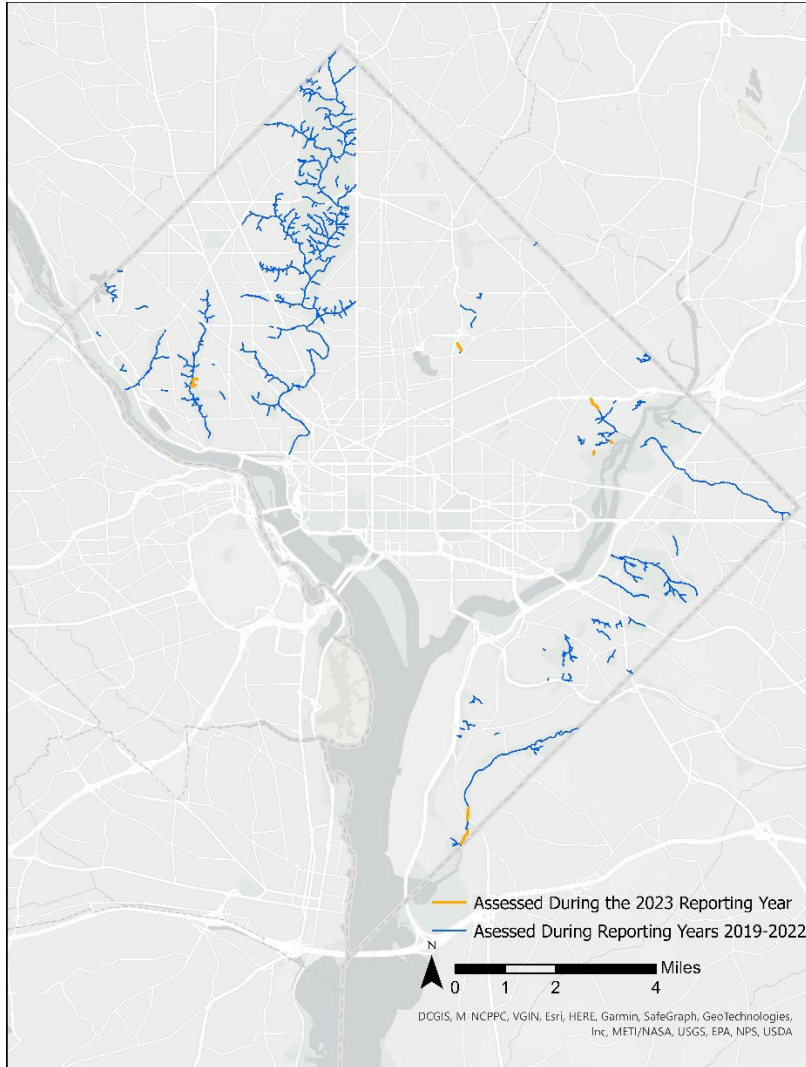 Assessed During the 2023 Reporting Year
Asessed During Reporting Years 2019-2022
N
Miles
0 1 2 4
DCGIS, M-NCPPC, VGIN, Esri, HERE, Garmin, SafeGraph, GeoTechnologies,
Inc, METI/NASA, USGS, EPA, NPS, USDA